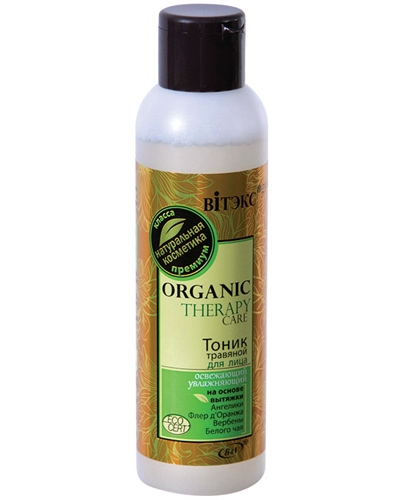 ВІТЭКС®
класса
натуральная
косметика
премиум
ORGANIC
THERAPY
CARE
Тоник
травяной
для лица
освежающий
увлажняющий
на основе
вытяжки
Ангелики
Флер д'Оранжа
Вербены
Белого чая
ECO
CERT